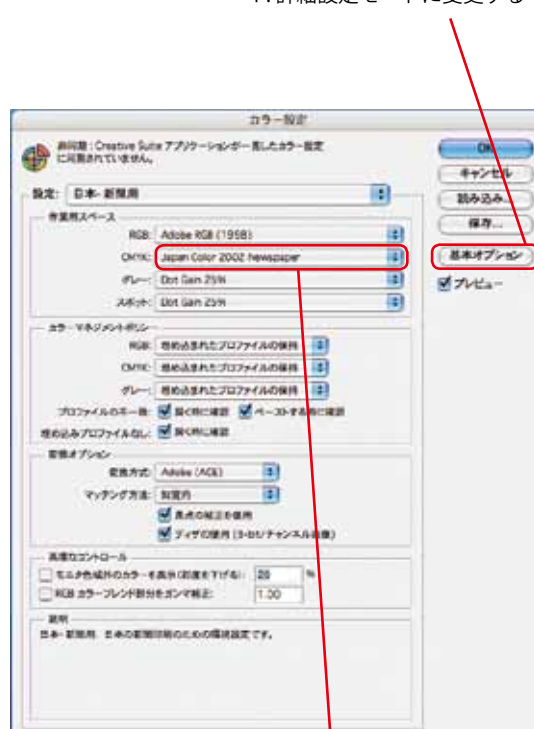 詳細設定モードに変更する
カラー設定
非同期 : Creative Suite アプリケーションが一貫したカラー設定
に同期されていません。
OK
キャンセル
読み込み...
保存...
基本オプション
プレビュー
設定: 日本- 新聞用
作業用スペース
RGB: Adobe RGB (1998)
CMYK: Japan Color 2002 Newspaper
グレー: Dot Gain 25%
スポット: Dot Gain 25%
カラー マネジメントポリシー
RGB: 埋め込まれたプロファイルの保持
CMYK: 埋め込まれたプロファイルの保持
グレー: 埋め込まれたプロファイルの保持
プロファイルの不一致: 開く時に確認 ペーストする時に確認
埋め込みプロファイルなし: 開く時に確認
変換オプション
変換方式: Adobe (ACE)
マッチング方法: 知覚的
黒点の補正を使用
ディザの使用 (8-bit/チャンネル画像)
高度なコントロール
モニタ色域外のカラーを表示(彩度を下げる): 20 %
RGB カラーブレンド部分をガンマ補正: 1.00
説明
日本- 新聞用: 日本の新聞印刷のための環境設定です。